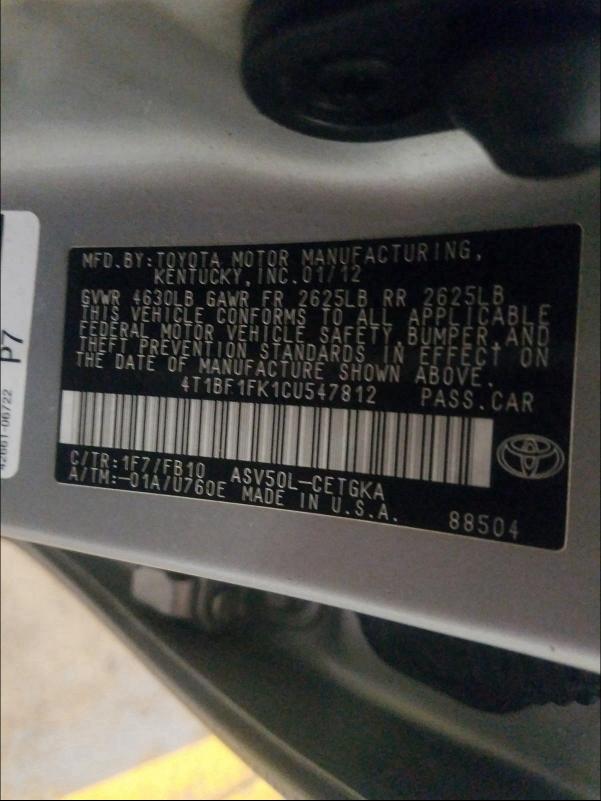 MFD.BY:TOYOTA MOTOR MANUFACTURING,
KENTUCKY,INC.01/12
GVWR 4630LB GAWR FR 2625LB RR 2625LB
THIS VEHICLE CONFORMS TO ALL APPLICABLE
FEDERAL MOTOR VEHICLE SAFETY,BUMPER,AND
THEFT PREVENTION STANDARDS IN EFFECT ON
THE DATE OF MANUFACTURE SHOWN ABOVE.
4T1BF1FK1CU547812 PASS.CAR
C/TR:1F7/FB10 ASV50L-CETGKA
A/TM:-01A/U760E MADE IN U.S.A.
88504
P7
42661-06722